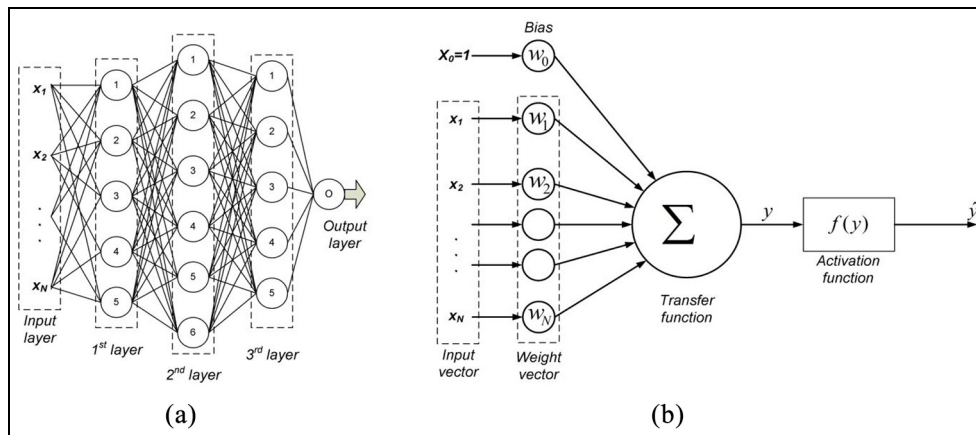 x1
x2
.
.
.
xN
Input
layer
1
2
3
4
5
1st layer
1
2
3
4
5
6
2nd layer
1
2
3
4
5
3rd layer
O
Output
layer
(a)
Bias
X0=1
w0
x1
w1
x2
w2
.
.
.
xN
wN
Input
vector
Weight
vector
Σ
Transfer
function
y
f(y)
Activation
function
ŷ
(b)